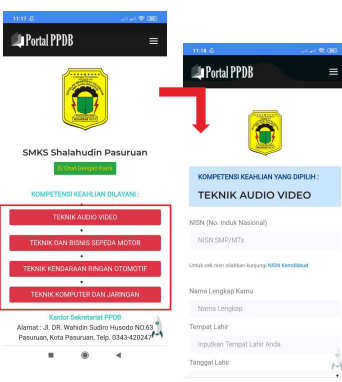 11:17
Portal PPDB
SMKS Shalahudin Pasuruan
Chat Dengan Kami
KOMPETENSI KEAHLIAN DILAYANI :
TEKNIK AUDIO VIDEO
TEKNIK DAN BISNIS SEPEDA MOTOR
TEKNIK KENDARAAN RINGAN OTOMOTIF
TEKNIK KOMPUTER DAN JARINGAN
Kantor Sekretariat PPDB
Alamat : Jl. DR. Wahidin Sudiro Husodo NO.63
Pasuruan, Kota Pasuruan, Telp. 0343-420247
11:18
Portal PPDB
KOMPETENSI KEAHLIAN YANG DIPILIH :
TEKNIK AUDIO VIDEO
NISN (No. Induk Nasional)
NISN SMP/MTs
Untuk cek nisn silahkan kunjungi NISN Kemdikbud
Nama Lengkap Kamu
Nama Lengkap
Tempat Lahir
Inputkan Tempat Lahir Anda
Tanggal Lahir